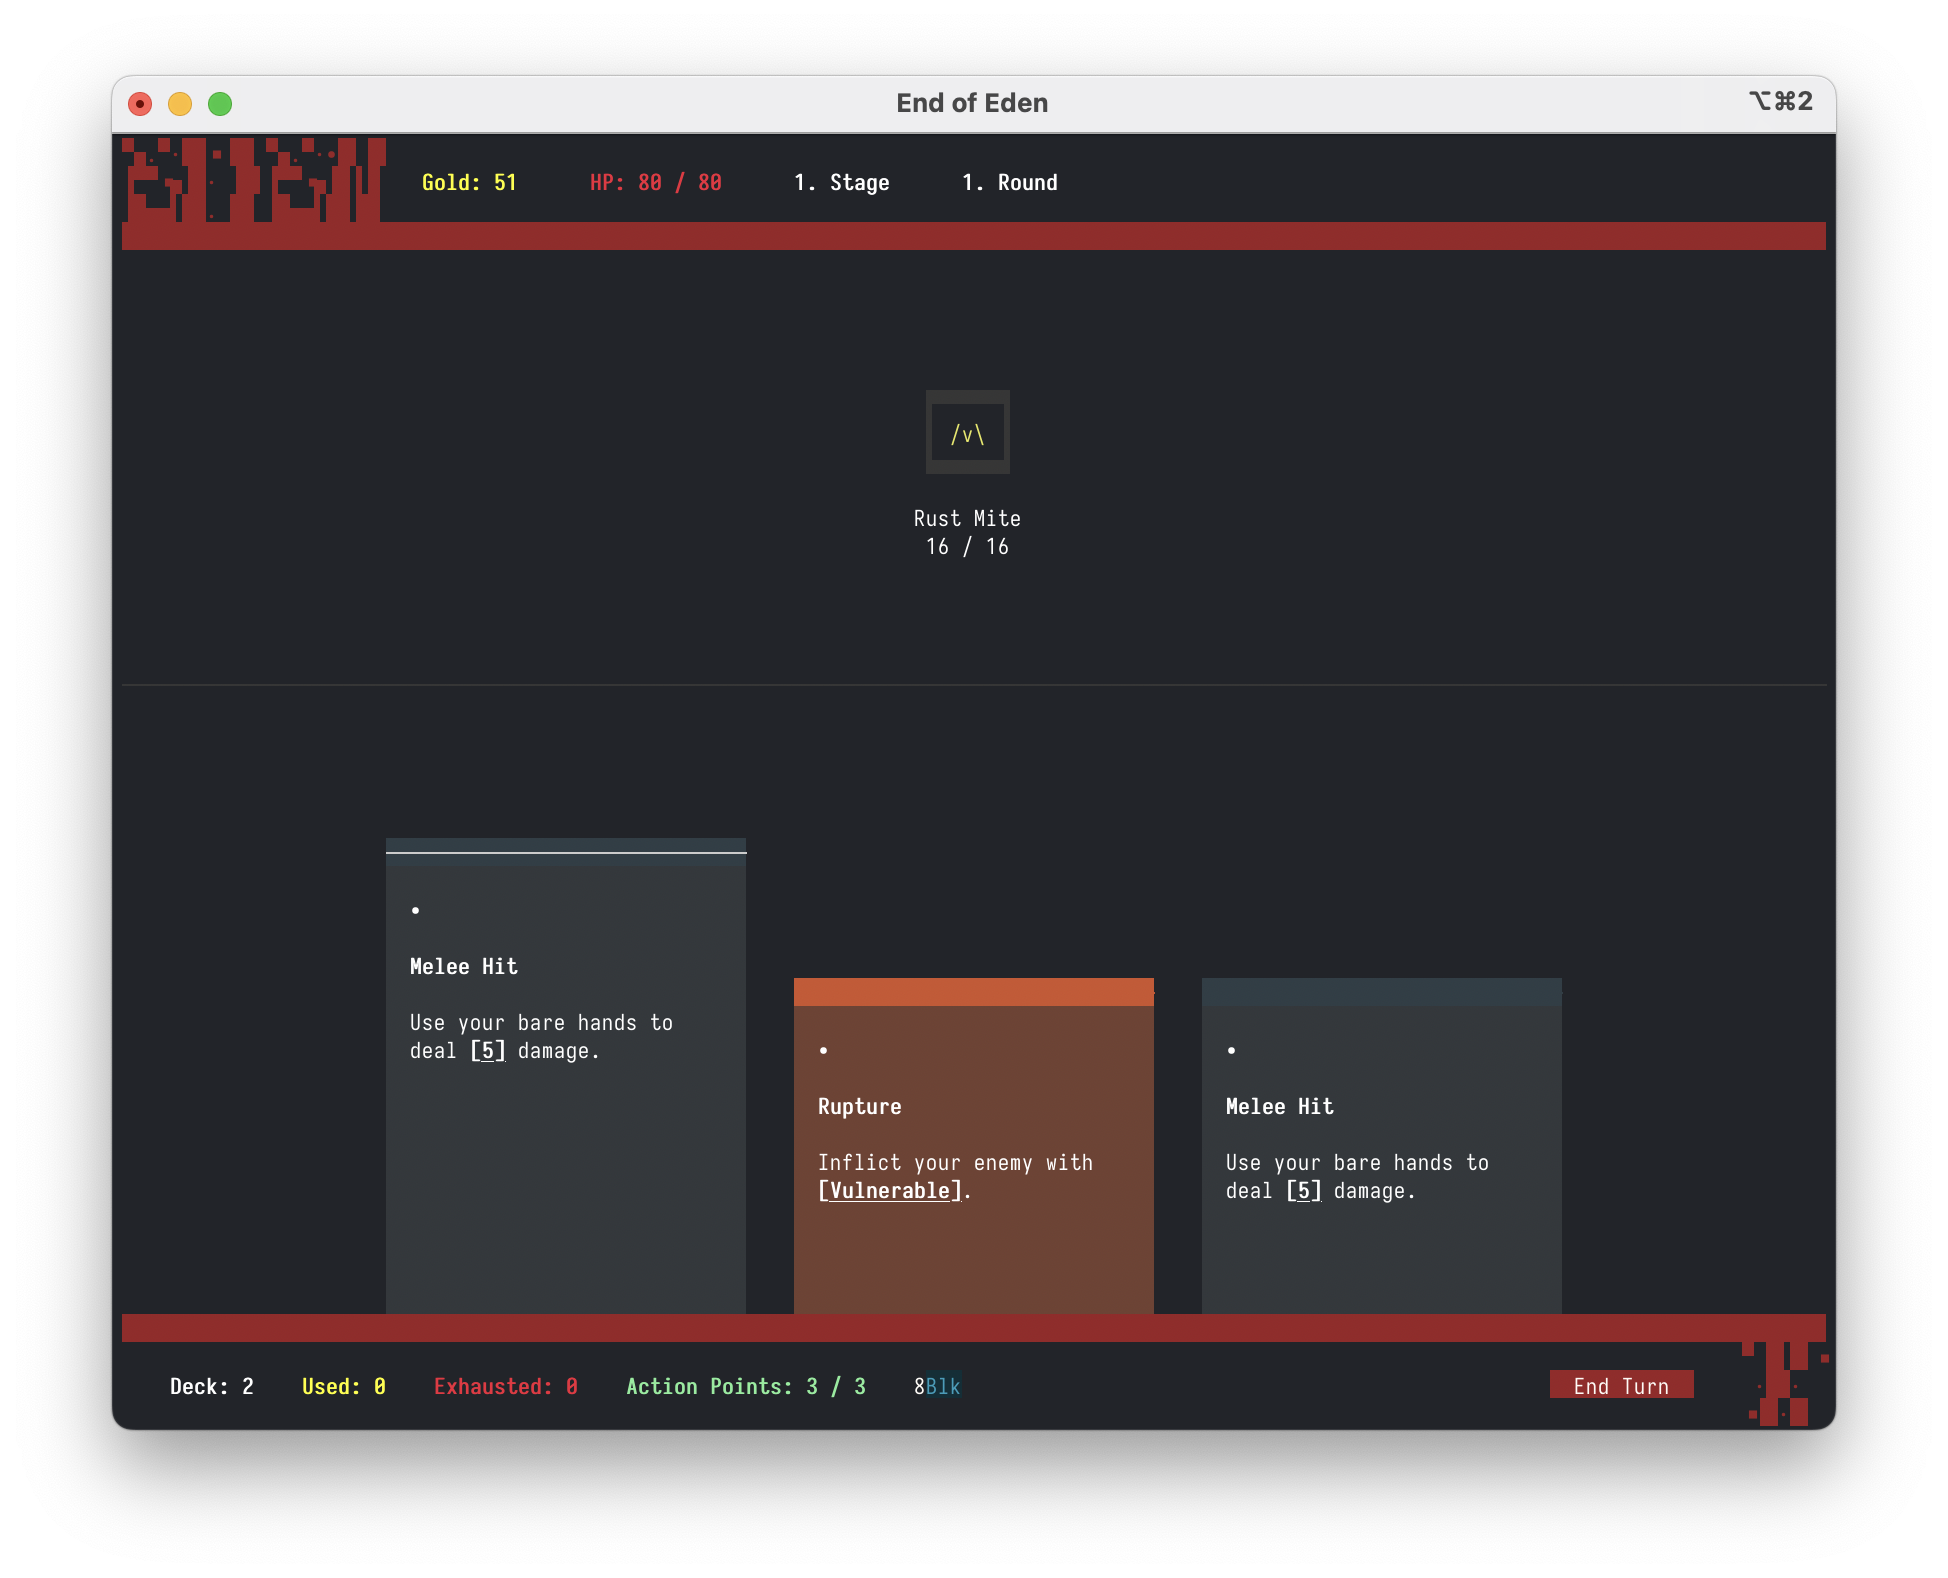 End of Eden
⌥⌘2
Gold: 51 HP: 80 / 80 1. Stage 1. Round
/v\
Rust Mite
16 / 16
•
Melee Hit
Use your bare hands to
deal [5] damage.
•
Rupture
Inflict your enemy with
[Vulnerable].
•
Melee Hit
Use your bare hands to
deal [5] damage.
Deck: 2 Used: 0 Exhausted: 0 Action Points: 3 / 3 8Blk End Turn